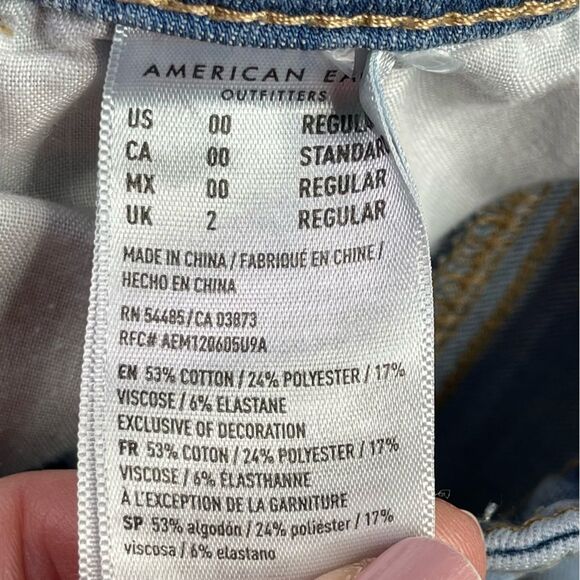 AMERICAN
OUTFITTERS
US 00 REGULAR
CA 00 STANDARD
MX 00 REGULAR
UK 2 REGULAR
MADE IN CHINA / FABRIQUÉ EN CHINE /
HECHO EN CHINA
RN 54485/CA 03873
RFC# AEM120605U9A
EN 53% COTTON / 24% POLYESTER / 17%
VISCOSE / 6% ELASTANE
EXCLUSIVE OF DECORATION
FR 53% COTON / 24% POLYESTER / 17%
VISCOSE / 6% ÉLASTHANNE
À L'EXCEPTION DE LA GARNITURE
SP 53% algodón / 24% poliéster / 17%
viscosa / 6% elastano